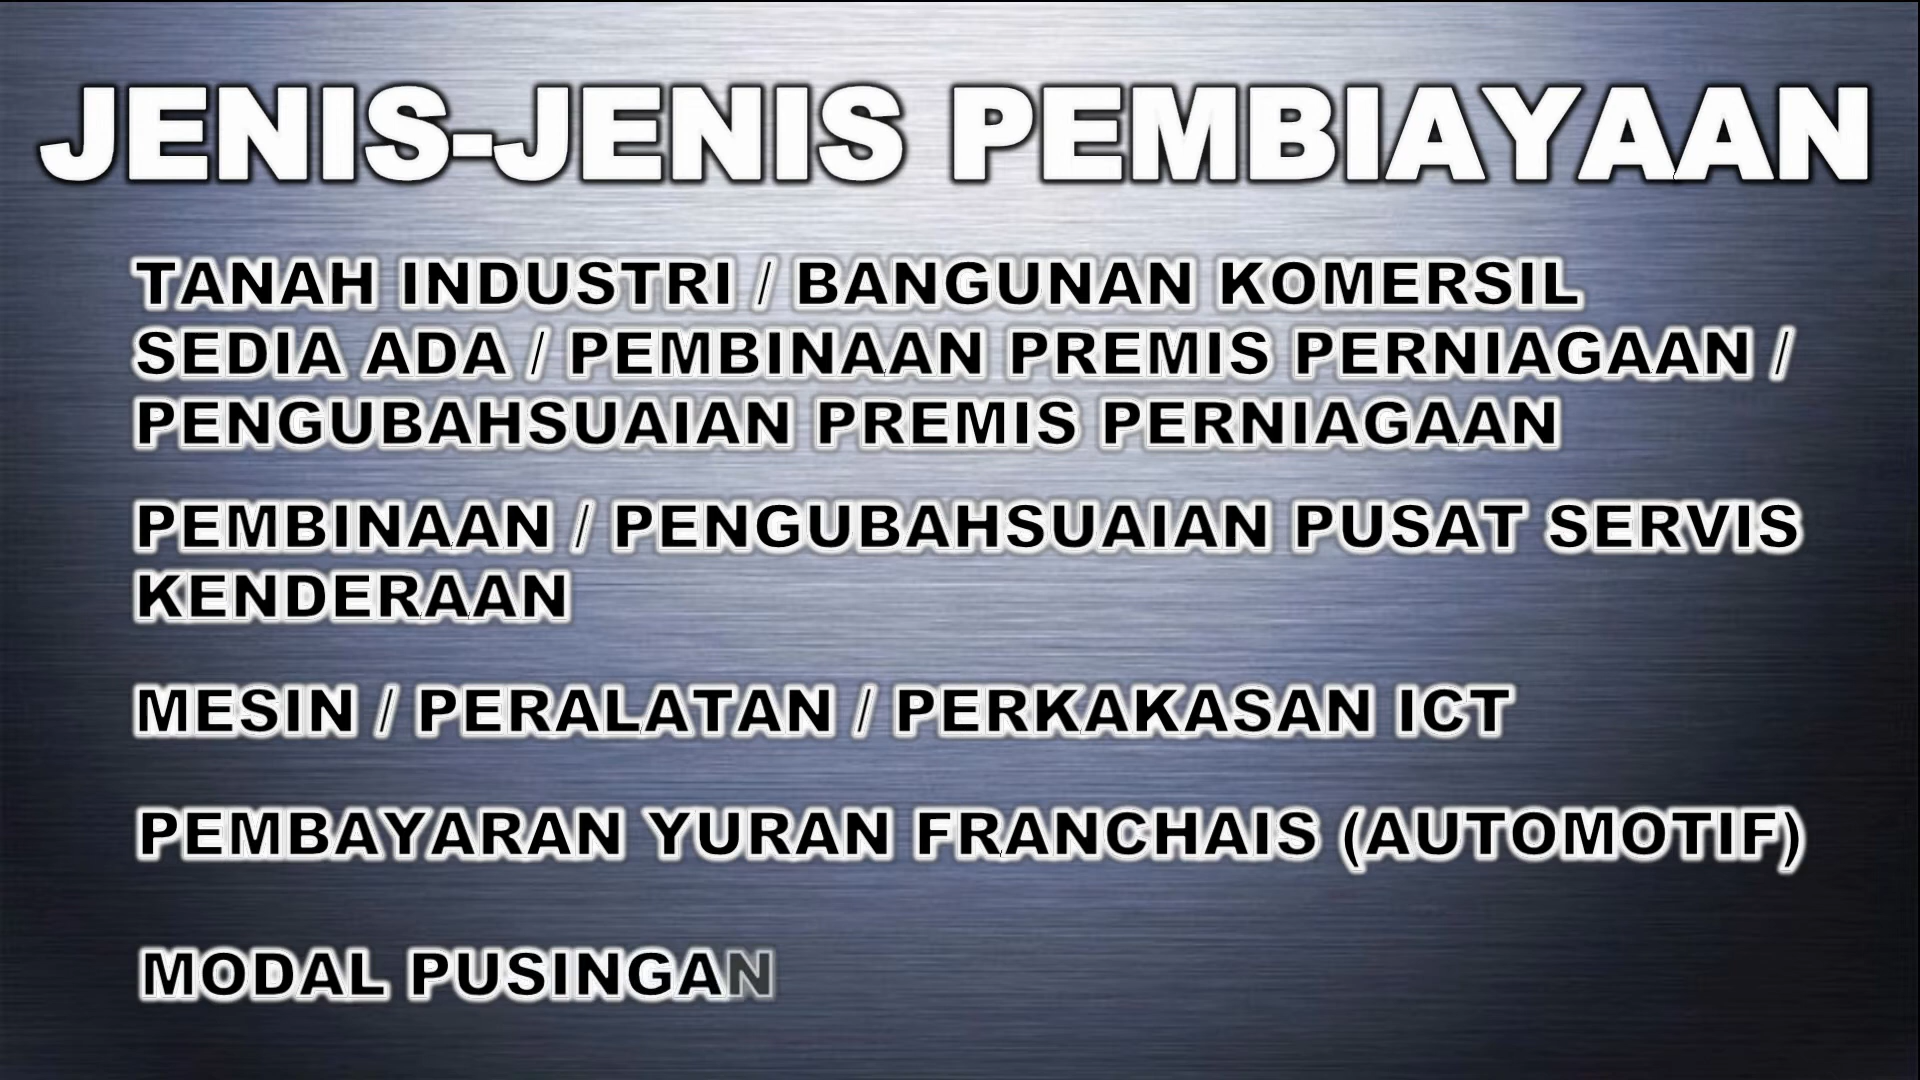 JENIS-JENIS PEMBIAYAAN
TANAH INDUSTRI / BANGUNAN KOMERSIL
SEDIA ADA / PEMBINAAN PREMIS PERNIAGAAN /
PENGUBAHSUAIAN PREMIS PERNIAGAAN
PEMBINAAN / PENGUBAHSUAIAN PUSAT SERVIS
KENDERAAN
MESIN / PERALATAN / PERKAKASAN ICT
PEMBAYARAN YURAN FRANCHAIS (AUTOMOTIF)
MODAL PUSINGAN